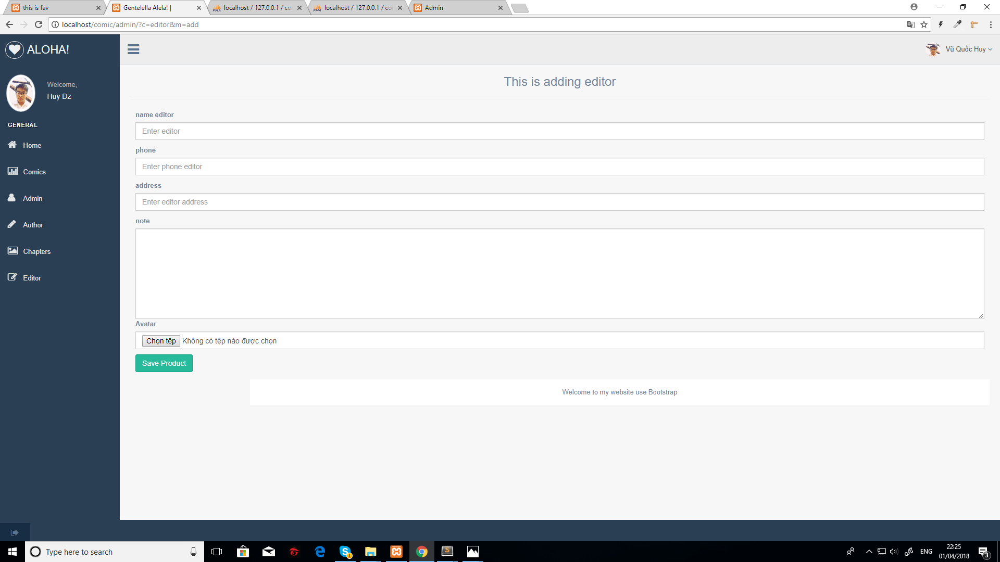 this is fav
Gentelella Alela! |
localhost / 127.0.0.1 / co
localhost / 127.0.0.1 / co
Admin
localhost/comic/admin/?c=editor&m=add
ALOHA!
Vũ Quốc Huy
Welcome,
Huy Đz
GENERAL
Home
Comics
Admin
Author
Chapters
Editor
This is adding editor
name editor
Enter editor
phone
Enter phone editor
address
Enter editor address
note
Avatar
Chọn tệp Không có tệp nào được chọn
Save Product
Welcome to my website use Bootstrap
Type here to search
ENG
22:25
01/04/2018
3